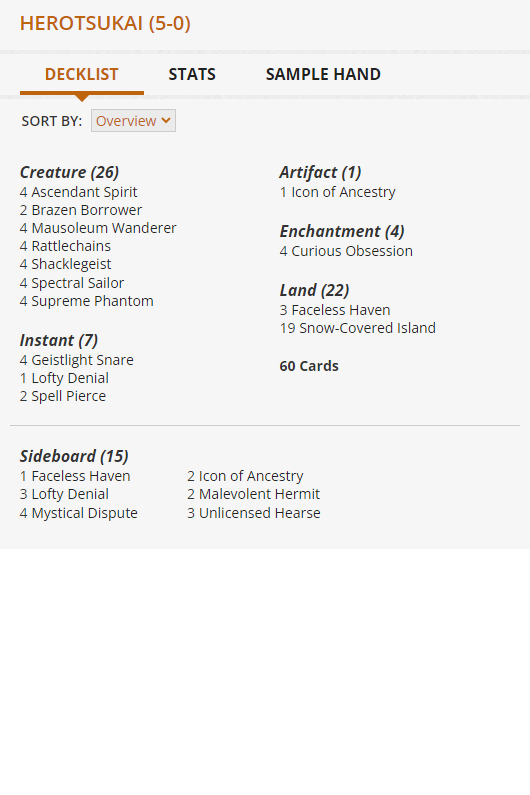 HEROTSUKAI (5-0)
DECKLIST STATS SAMPLE HAND
SORT BY: Overview
Creature (26)
4 Ascendant Spirit
2 Brazen Borrower
4 Mausoleum Wanderer
4 Rattlechains
4 Shacklegeist
4 Spectral Sailor
4 Supreme Phantom
Instant (7)
4 Geistlight Snare
1 Lofty Denial
2 Spell Pierce
Artifact (1)
1 Icon of Ancestry
Enchantment (4)
4 Curious Obsession
Land (22)
3 Faceless Haven
19 Snow-Covered Island
60 Cards
Sideboard (15)
1 Faceless Haven
3 Lofty Denial
4 Mystical Dispute
2 Icon of Ancestry
2 Malevolent Hermit
3 Unlicensed Hearse